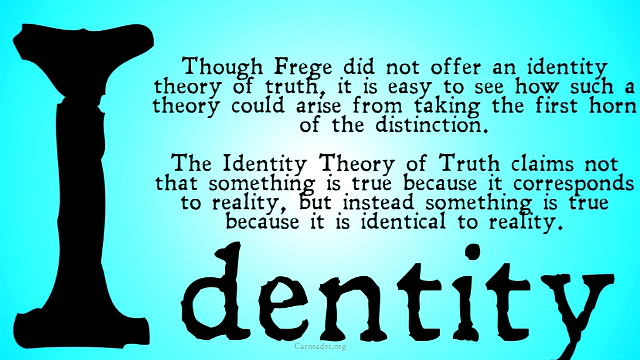 Though Frege did not offer an identity
theory of truth, it is easy to see how such a
theory could arise from taking the first horn
of the distinction.
The Identity Theory of Truth claims not
that something is true because it corresponds
to reality, but instead something is true
because it is identical to reality.
Identity
Carneades.org